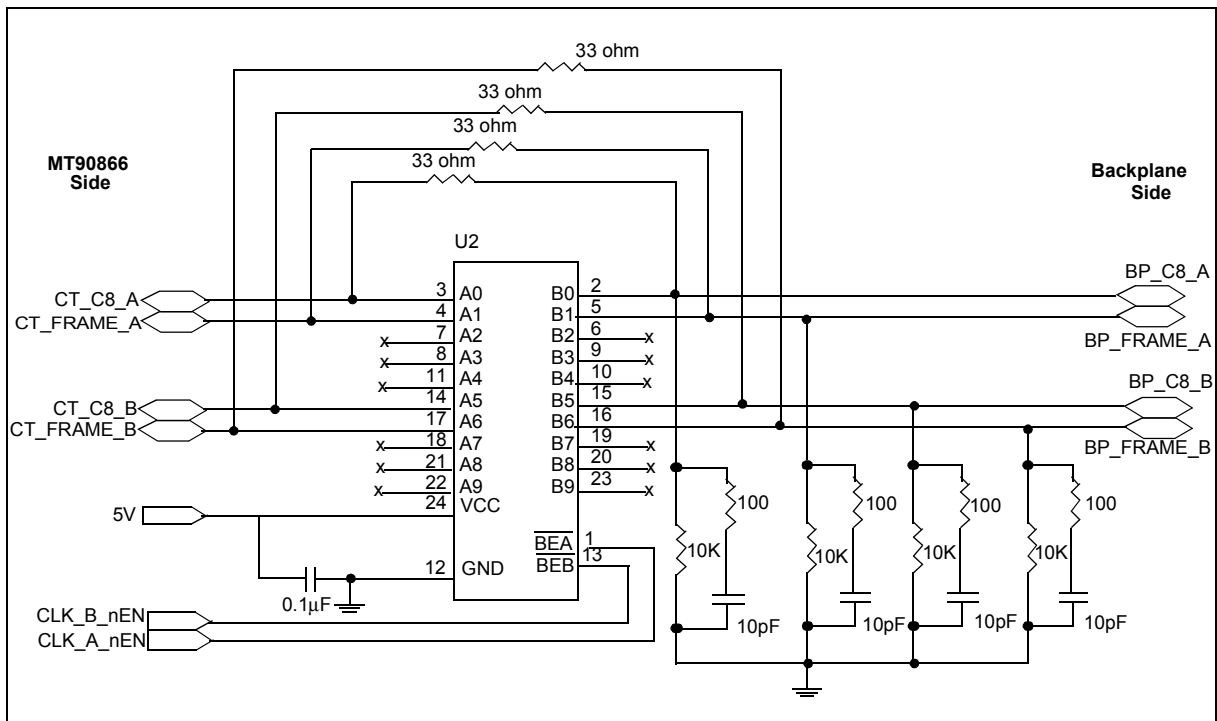 33 ohm
33 ohm
33 ohm
33 ohm
MT90866
Side
Backplane
Side
U2
CT_C8_A
CT_FRAME_A
CT_C8_B
CT_FRAME_B
5V
0.1µF
CLK_B_nEN
CLK_A_nEN
3 A0
4 A1
7 A2
8 A3
11 A4
14 A5
17 A6
18 A7
21 A8
22 A9
24 VCC
12 GND
B0 2
B1 5
B2 6
B3 9
B4 10
B5 15
B6 16
B7 19
B8 20
B9 23
BEA 1
BEB 13
x
x
x
x
x
x
x
x
x
x
x
x
BP_C8_A
BP_FRAME_A
BP_C8_B
BP_FRAME_B
100
100
100
100
10K
10K
10K
10K
10pF
10pF
10pF
10pF